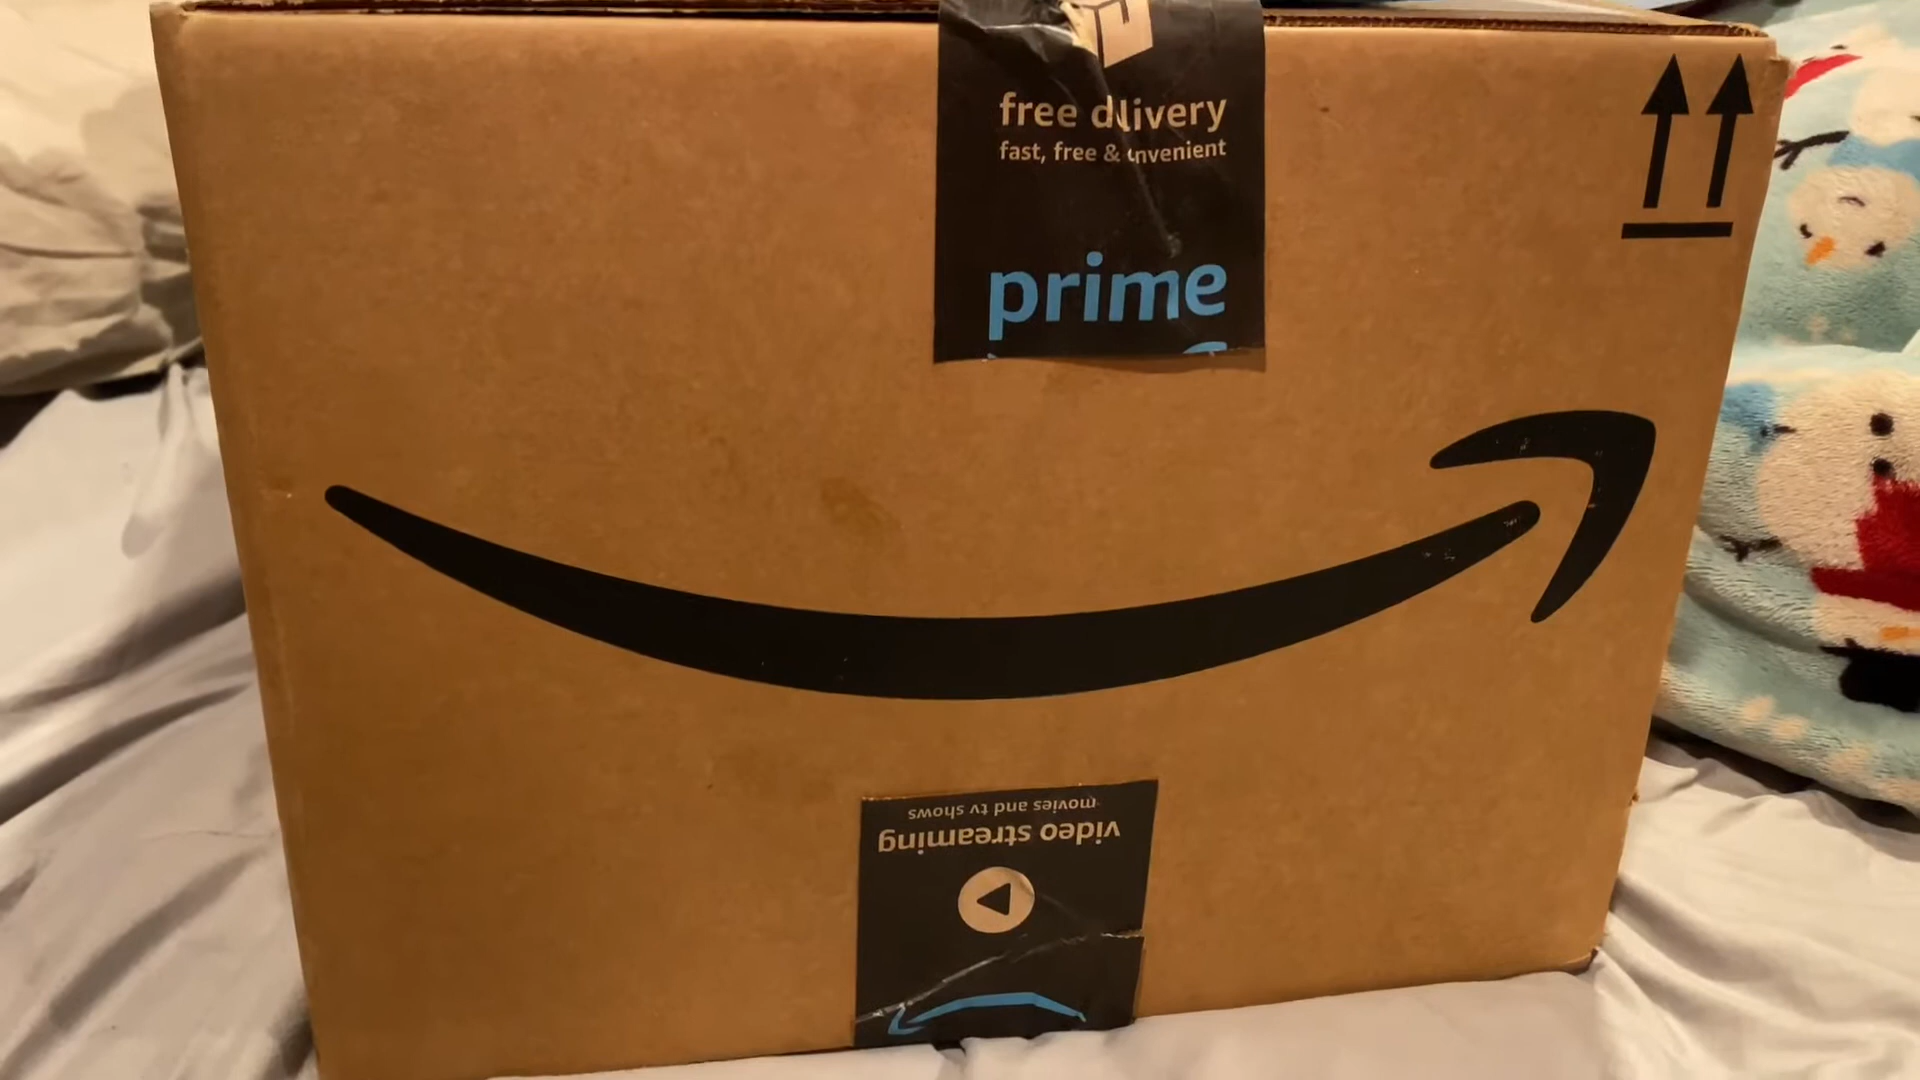 free dlivery
fast, free & nvenient
prime
video streaming
movies and tv shows